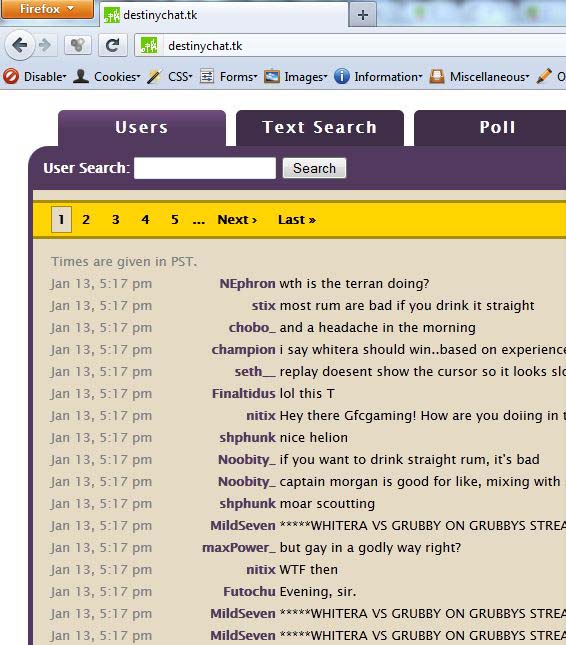 Firefox
destinychat.tk
destinychat.tk
Disable Cookies CSS Forms Images Information Miscellaneous
Users Text Search Poll
User Search: Search
1 2 3 4 5 ... Next › Last »
Times are given in PST.
Jan 13, 5:17 pm NEphron wth is the terran doing?
Jan 13, 5:17 pm stix most rum are bad if you drink it straight
Jan 13, 5:17 pm chobo_ and a headache in the morning
Jan 13, 5:17 pm champion i say whitera should win..based on experience
Jan 13, 5:17 pm seth__ replay doesent show the cursor so it looks slo
Jan 13, 5:17 pm Finaltidus lol this T
Jan 13, 5:17 pm nitix Hey there Gfcgaming! How are you doiing in t
Jan 13, 5:17 pm shphunk nice helion
Jan 13, 5:17 pm Noobity_ if you want to drink straight rum, it's bad
Jan 13, 5:17 pm Noobity_ captain morgan is good for like, mixing with
Jan 13, 5:17 pm shphunk moar scoutting
Jan 13, 5:17 pm MildSeven *****WHITERA VS GRUBBY ON GRUBBYS STREA
Jan 13, 5:17 pm maxPower_ but gay in a godly way right?
Jan 13, 5:17 pm nitix WTF then
Jan 13, 5:17 pm Futochu Evening, sir.
Jan 13, 5:17 pm MildSeven *****WHITERA VS GRUBBY ON GRUBBYS STREA
Jan 13, 5:17 pm MildSeven *****WHITERA VS GRUBBY ON GRUBBYS STREA